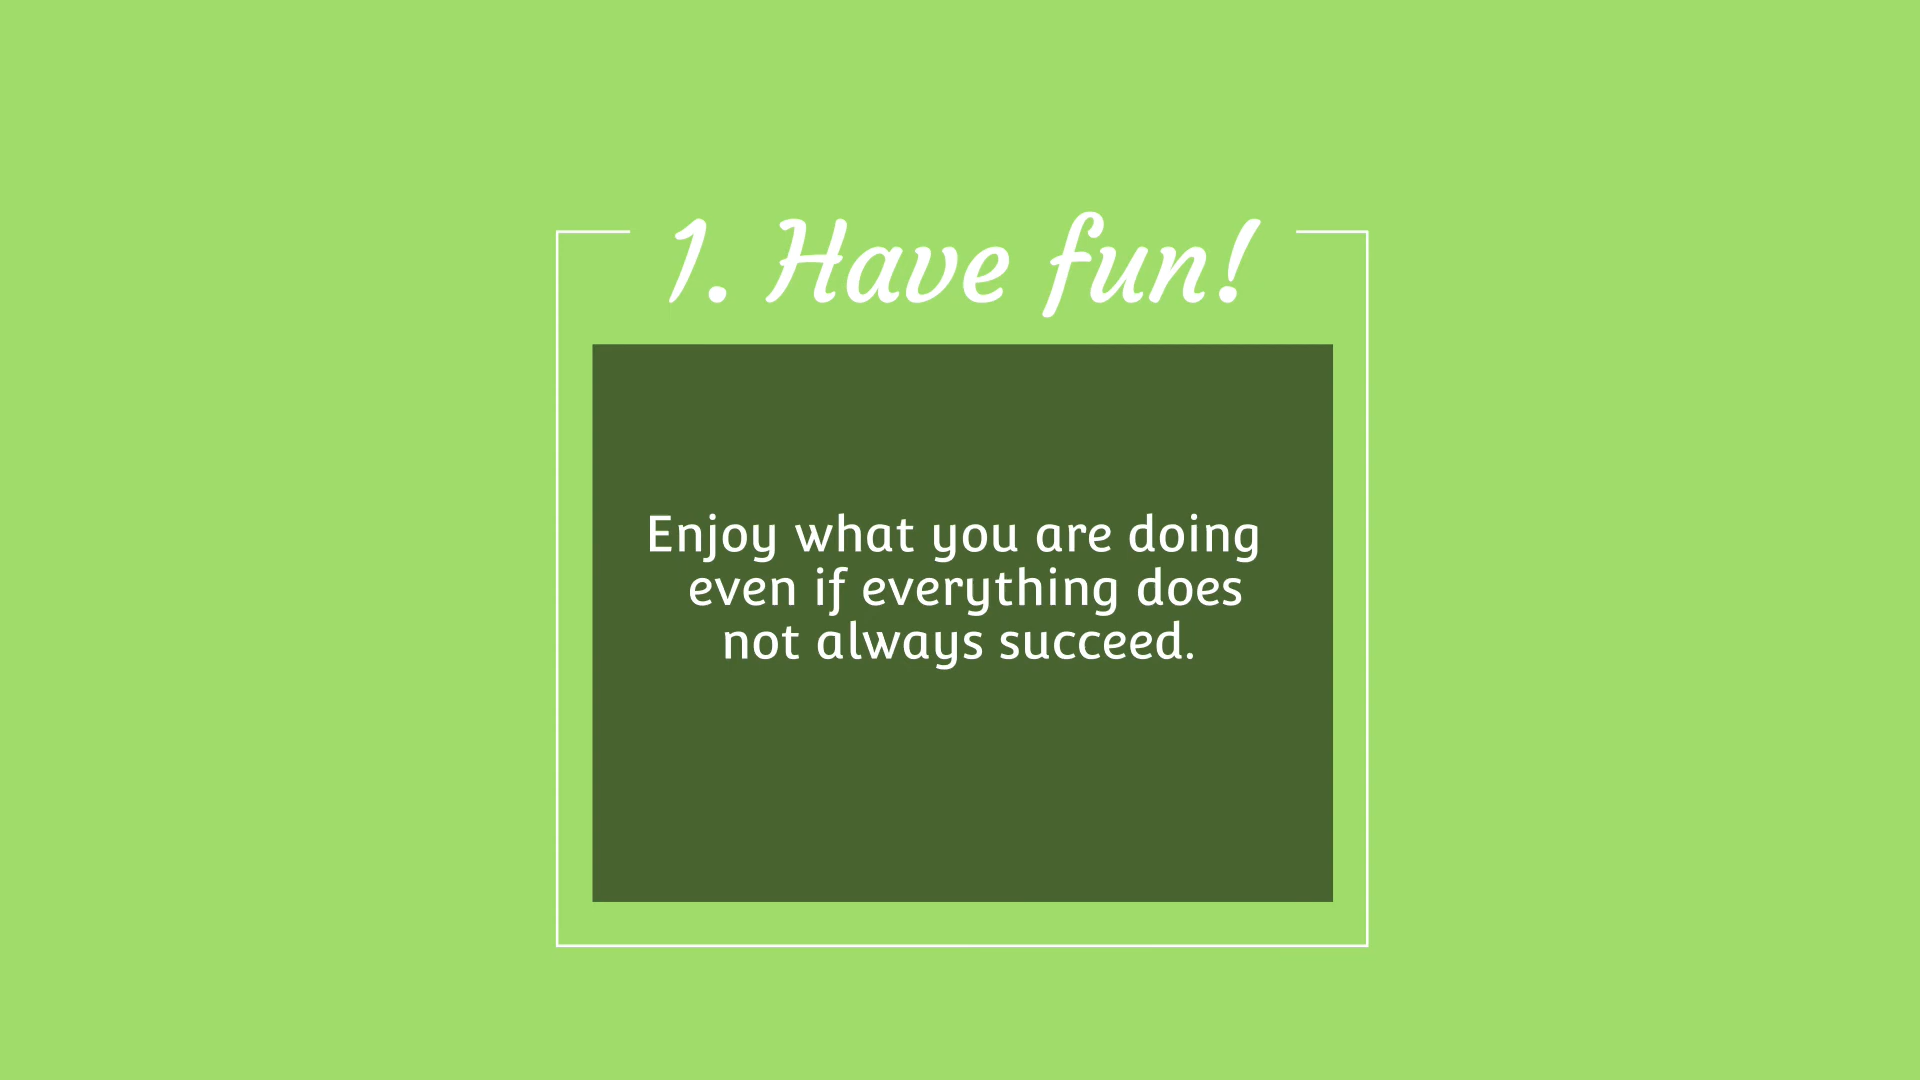 1. Have fun!
Enjoy what you are doing
even if everything does
not always succeed.